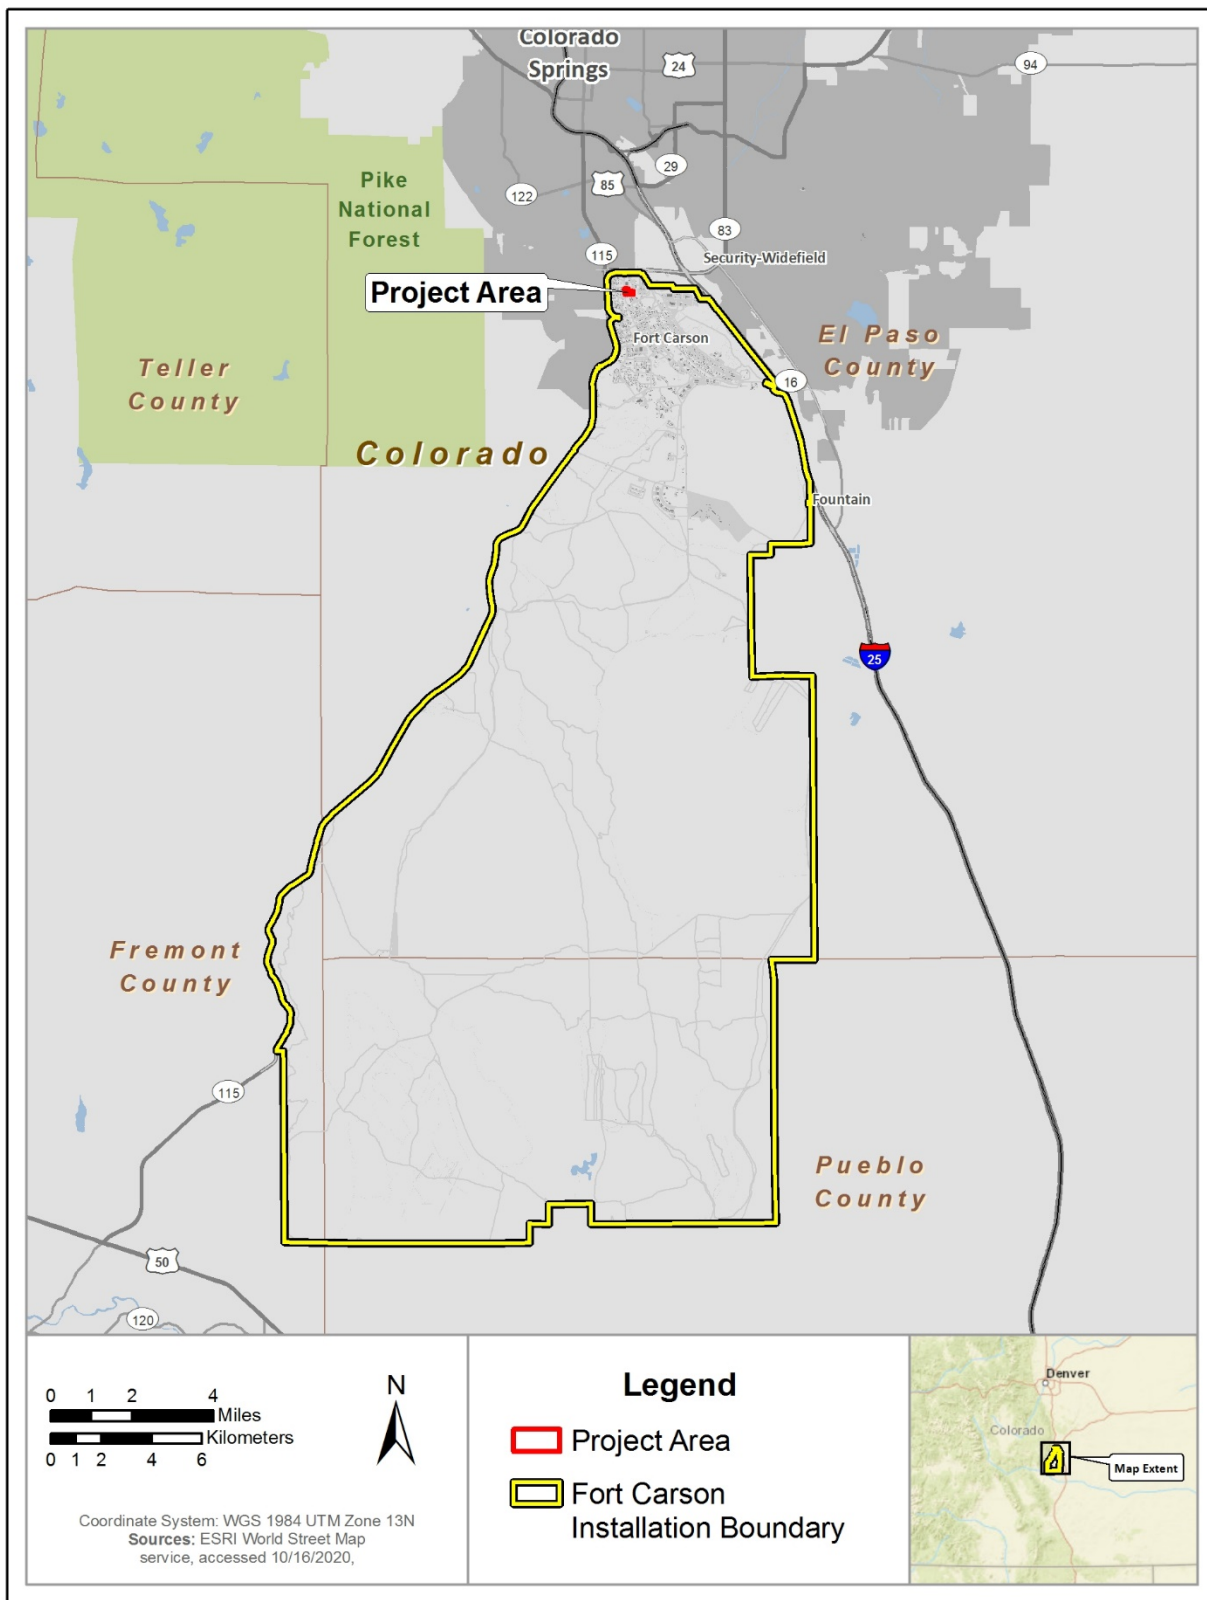 Colorado
Springs
24
94
29
Pike
National
Forest
122
85
83
115
Security-Widefield
Project Area
Fort Carson
El Paso
County
Teller
County
16
Colorado
Fountain
25
Fremont
County
115
Pueblo
County
50
120
0 1 2 4
Miles
Kilometers
0 1 2 4 6
N
Coordinate System: WGS 1984 UTM Zone 13N
Sources: ESRI World Street Map
service, accessed 10/16/2020,
Legend
Project Area
Fort Carson
Installation Boundary
Denver
Colorado
Map Extent